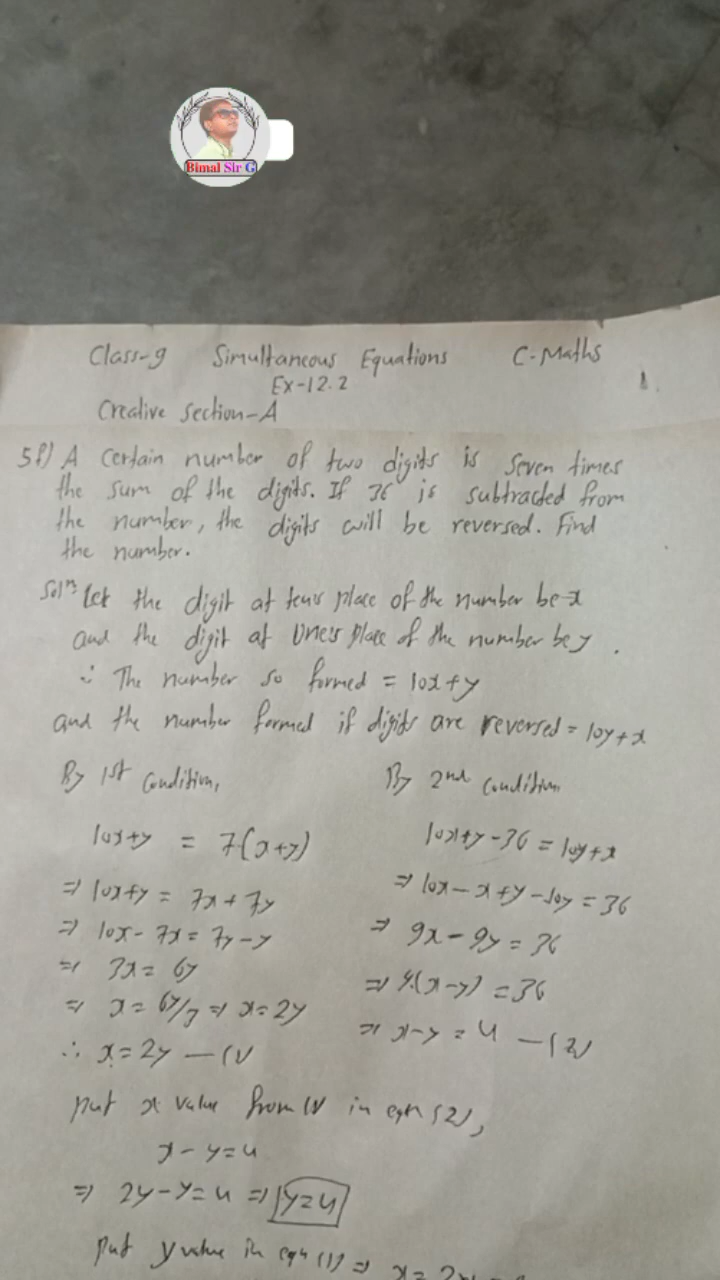 Bimal Sir G
Class-9 Simultaneous Equations C-Maths
Ex-12.2
1.
Creative section-A
5f) A certain number of two digits is seven times
the sum of the digits. If 36 is subtracted from
the number, the digits will be reversed. Find
the number.
Solⁿ: Let the digit at ten's place of the number be x
and the digit at one's place of the number be y.
∴ The number so formed = 10x+y
and the number formed if digits are reversed = 10y+x
By 1st condition, By 2nd condition
10x+y = 7(x+y) 10x+y-36 = 10y+x
⇒ 10x+y = 7x+7y ⇒ 10x-x+y-10y = 36
⇒ 10x-7x = 7y-y ⇒ 9x-9y = 36
⇒ 3x = 6y ⇒ 9(x-y) = 36
⇒ x = 6y/3 ⇒ x = 2y ⇒ x-y = 4 —(2)
∴ x = 2y —(1)
put x value from (1) in eqn (2),
x-y = 4
⇒ 2y-y = 4 ⇒ y=4
put y value in eqn (1) ⇒ x =